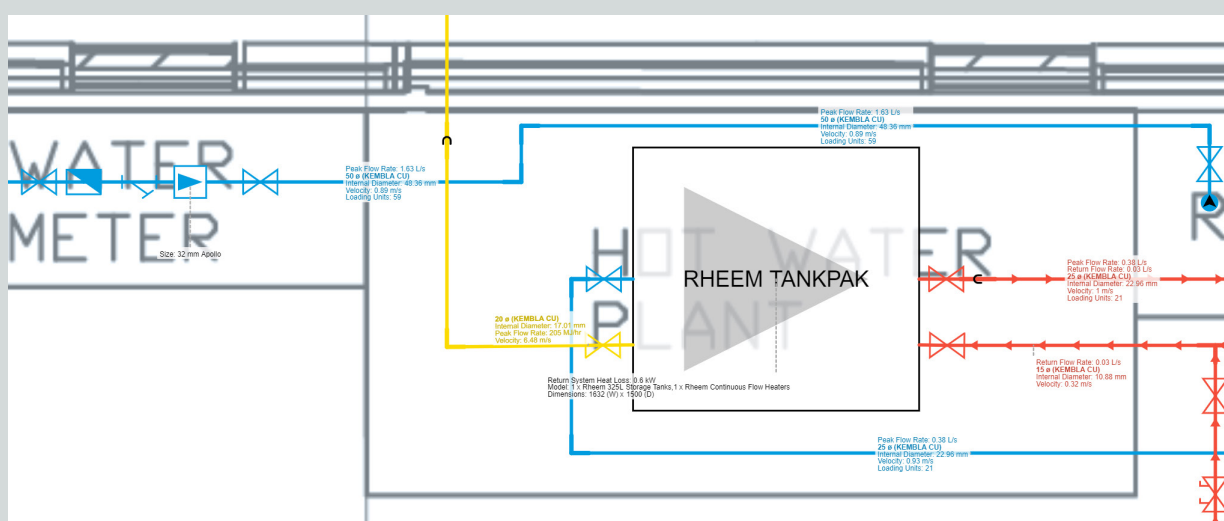 Peak Flow Rate: 1.63 L/s
50 ø (KEMBLA CU)
Internal Diameter: 48.36 mm
Velocity: 0.89 m/s
Loading Units: 59
WATER
METER
Peak Flow Rate: 1.63 L/s
50 ø (KEMBLA CU)
Internal Diameter: 48.36 mm
Velocity: 0.89 m/s
Loading Units: 59
Size: 32 mm Apollo
HOT WATER
PLANT
RHEEM TANKPAK
R
Peak Flow Rate: 0.38 L/s
Return Flow Rate: 0.03 L/s
25 ø (KEMBLA CU)
Internal Diameter: 22.96 mm
Velocity: 1 m/s
Loading Units: 21
20 ø (KEMBLA CU)
Internal Diameter: 17.01 mm
Peak Flow Rate: 205 MJ/hr
Velocity: 6.48 m/s
Return Flow Rate: 0.03 L/s
15 ø (KEMBLA CU)
Internal Diameter: 10.88 mm
Velocity: 0.32 m/s
Return System Heat Loss: 0.6 kW
Model: 1 x Rheem 325L Storage Tanks,1 x Rheem Continuous Flow Heaters
Dimensions: 1632 (W) x 1500 (D)
Peak Flow Rate: 0.38 L/s
25 ø (KEMBLA CU)
Internal Diameter: 22.96 mm
Velocity: 0.93 m/s
Loading Units: 21